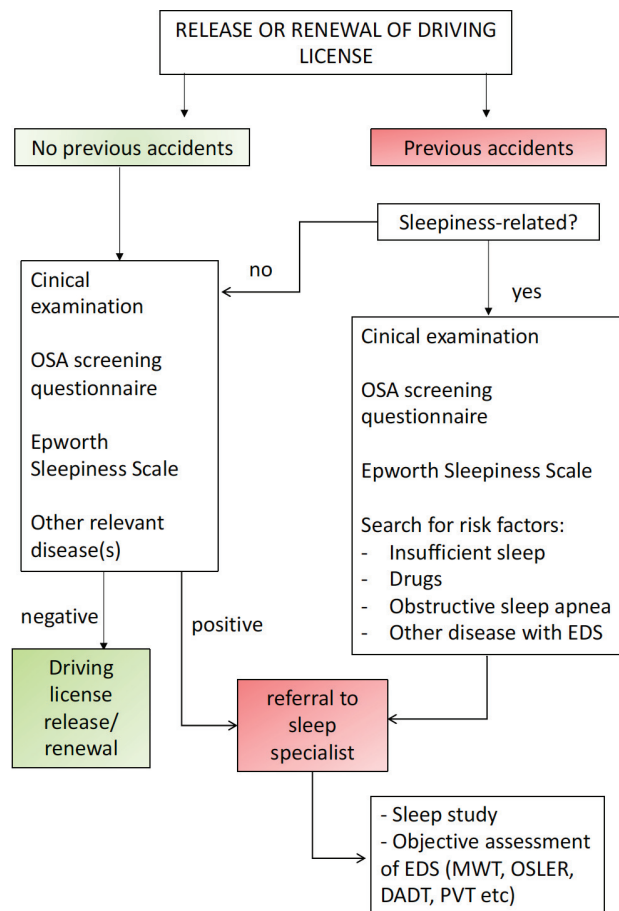 RELEASE OR RENEWAL OF DRIVING
LICENSE
No previous accidents
Previous accidents
Sleepiness-related?
no
yes
Cinical
examination
OSA screening
questionnaire
Epworth
Sleepiness Scale
Other relevant
disease(s)
Cinical examination
OSA screening
questionnaire
Epworth Sleepiness Scale
Search for risk factors:
- Insufficient sleep
- Drugs
- Obstructive sleep apnea
- Other disease with EDS
negative
positive
Driving
license
release/
renewal
referral to
sleep
specialist
- Sleep study
- Objective assessment
of EDS (MWT, OSLER,
DADT, PVT etc)